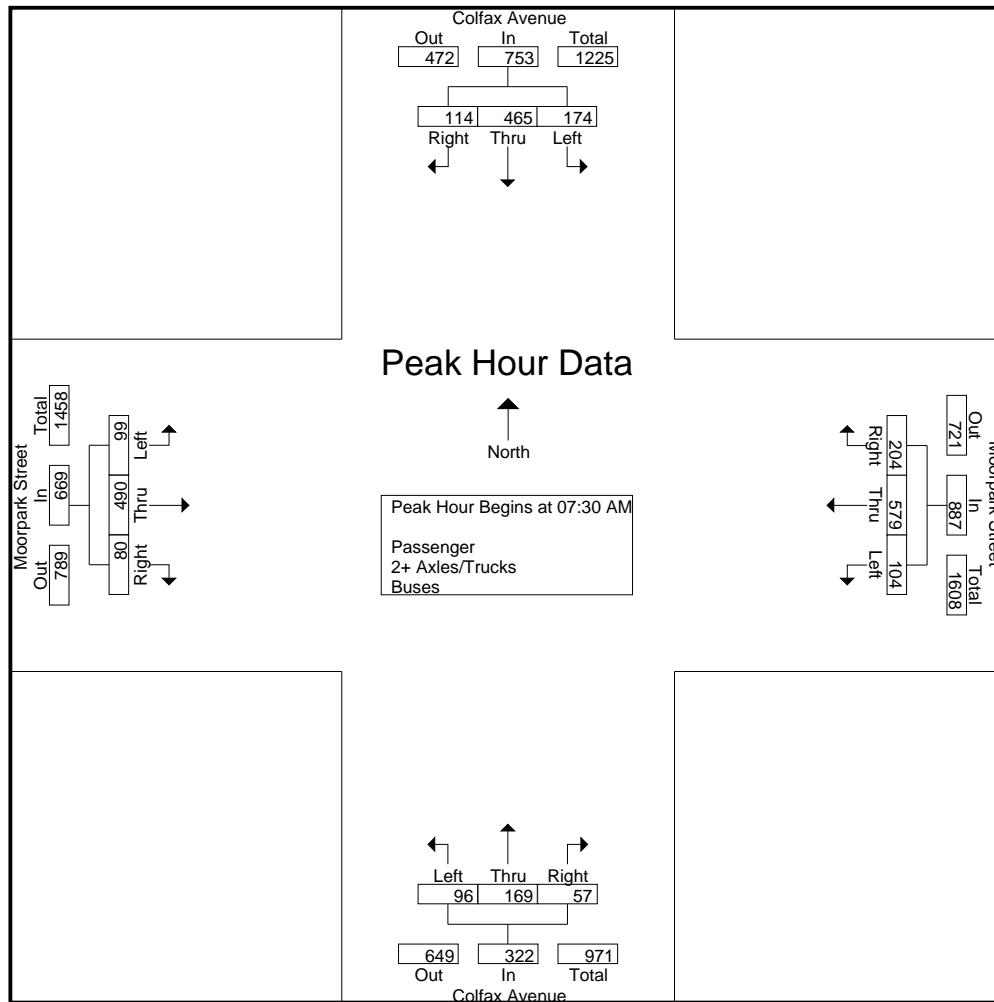 Colfax Avenue
Out In Total
472 753 1225
114 465 174
Right Thru Left
Peak Hour Data
North
Peak Hour Begins at 07:30 AM
Passenger
2+ Axles/Trucks
Buses
Moorpark Street
Out In Total
789 669 1458
80 490 99
Right Thru Left
Moorpark Street
Out In Total
721 887 1608
204 579 104
Right Thru Left
Left Thru Right
96 169 57
649 322 971
Out In Total
Colfax Avenue